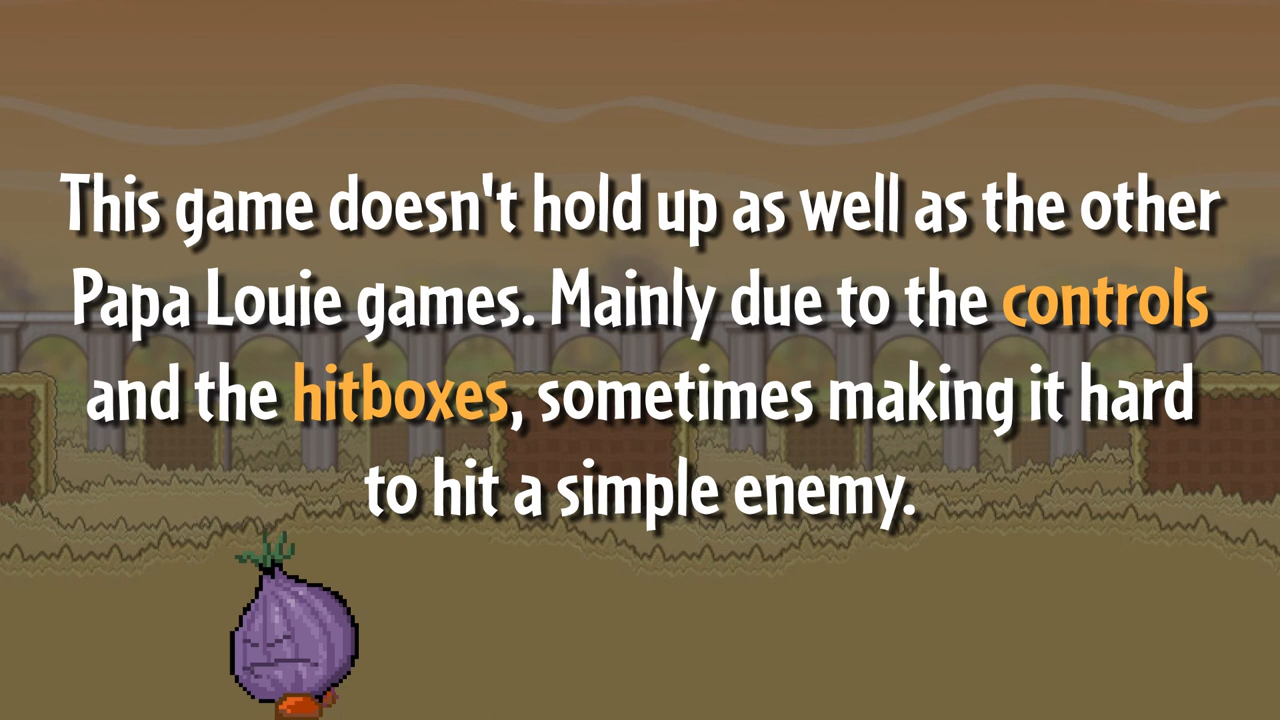 This game doesn't hold up as well as the other
Papa Louie games. Mainly due to the controls
and the hitboxes, sometimes making it hard
to hit a simple enemy.